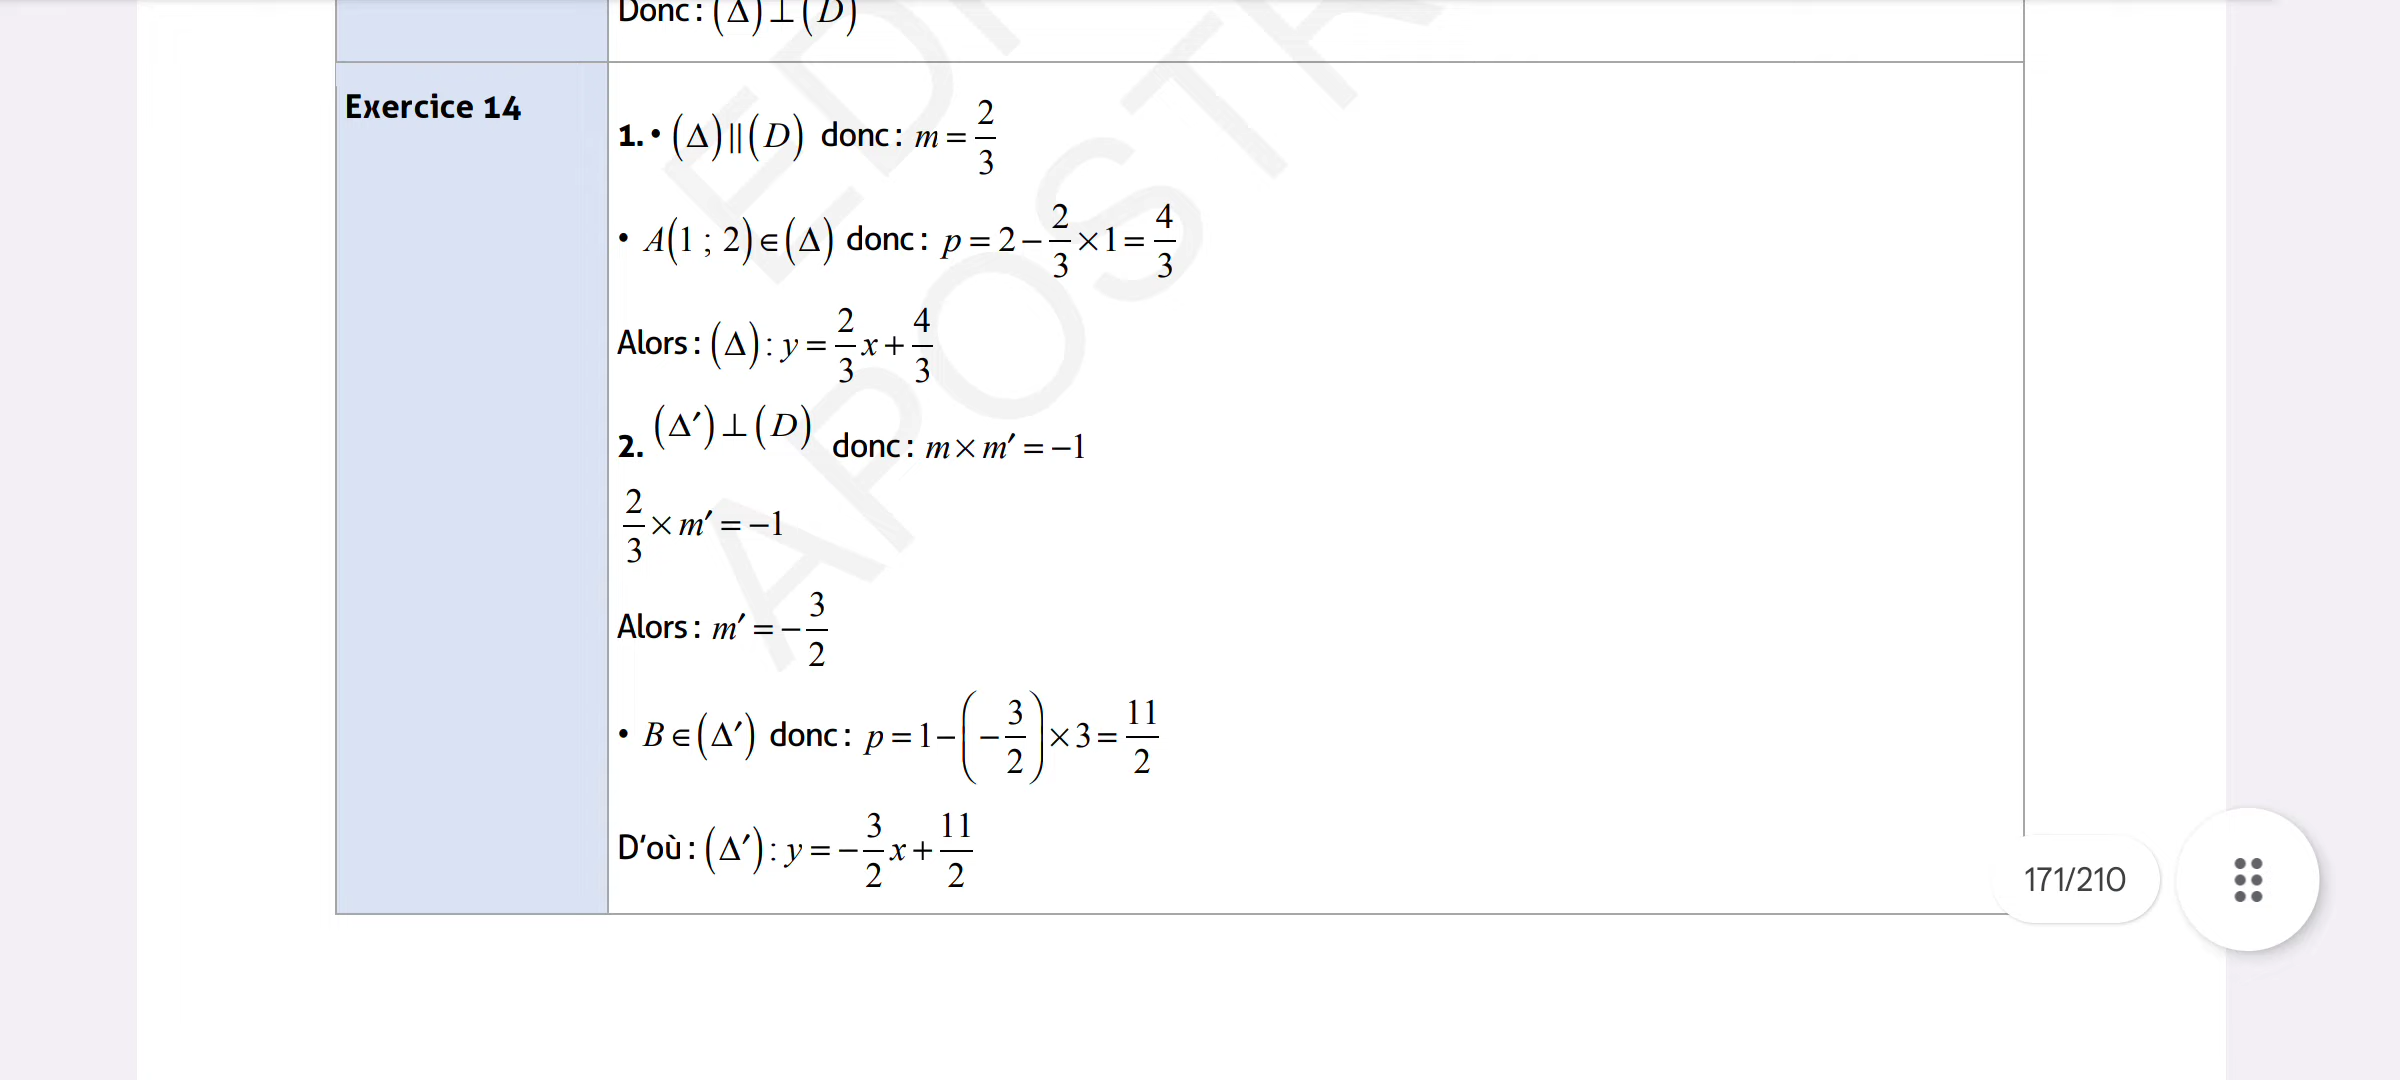 Donc : (Δ) ⊥ (D)
Exercice 14
1. • (Δ) || (D) donc : m = 2/3
• A(1 ; 2) ∈ (Δ) donc : p = 2 − 2/3 × 1 = 4/3
Alors : (Δ) : y = 2/3 x + 4/3
2. (Δ′) ⊥ (D) donc : m × m′ = −1
2/3 × m′ = −1
Alors : m′ = − 3/2
• B ∈ (Δ′) donc : p = 1 − (− 3/2) × 3 = 11/2
D'où : (Δ′) : y = − 3/2 x + 11/2
171/210